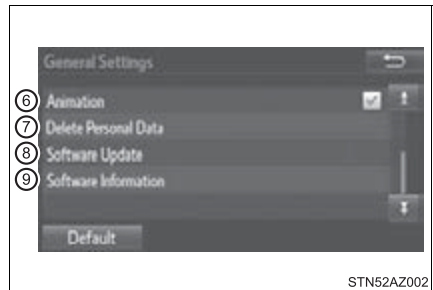 General Settings
⑥ Animation
⑦ Delete Personal Data
⑧ Software Update
⑨ Software Information
Default
STN52AZ002